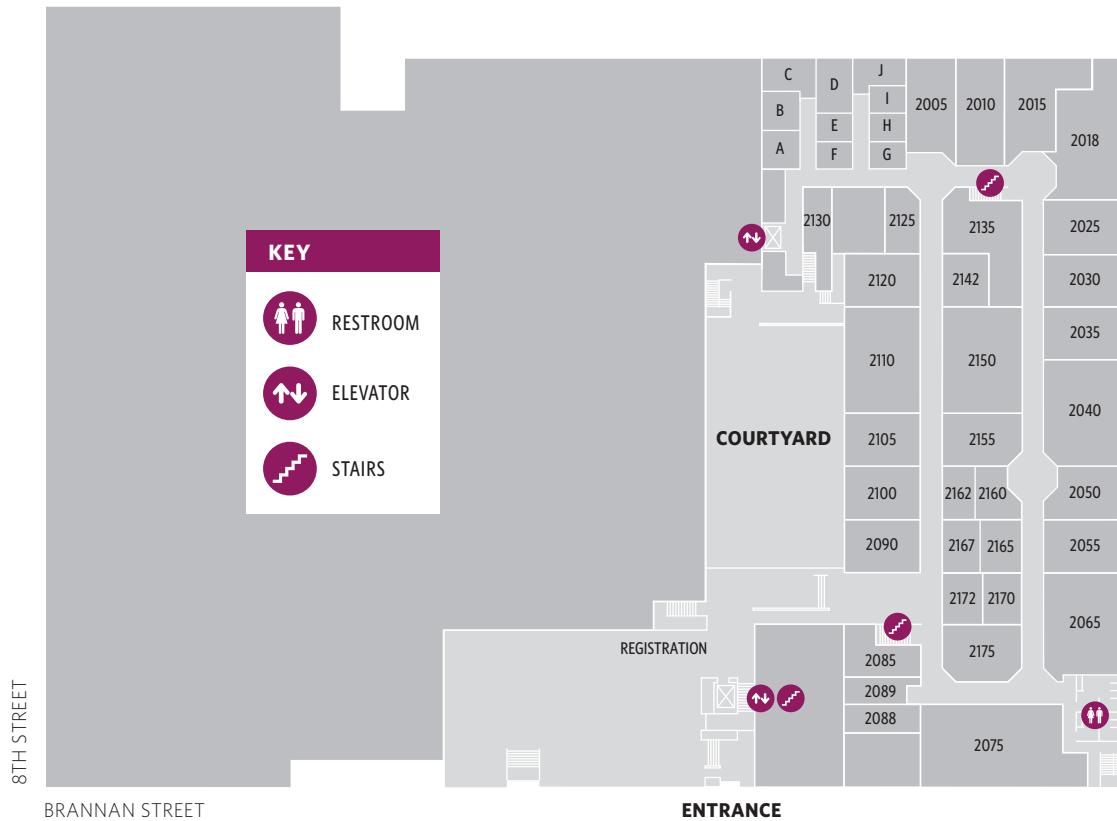 C
D
J
B
I
2005
2010
2015
E
H
A
F
G
2018
2130
2125
2135
2025
KEY
2120
2142
2030
RESTROOM
2035
2110
2150
ELEVATOR
2040
COURTYARD
2105
2155
STAIRS
2100
2162
2160
2050
2090
2167
2165
2055
2172
2170
2065
REGISTRATION
2085
2175
2089
2088
2075
8TH STREET
BRANNAN STREET
ENTRANCE